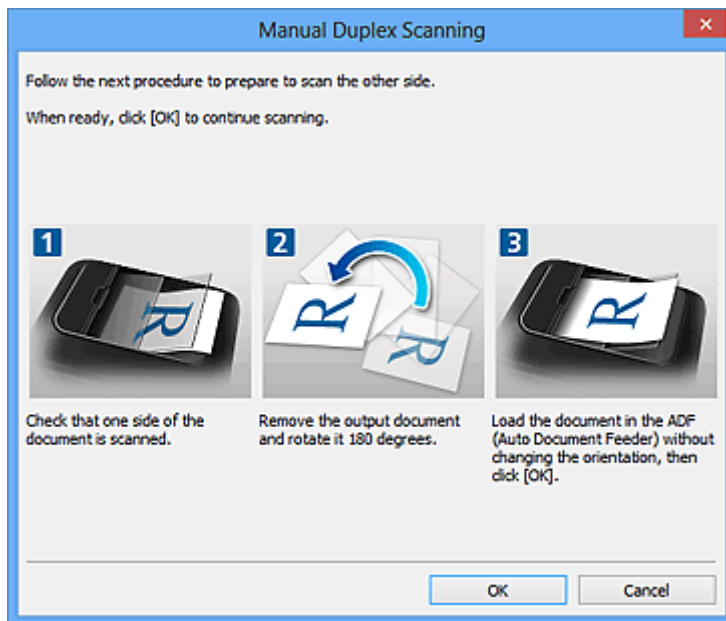 Manual Duplex Scanning
Follow the next procedure to prepare to scan the other side.
When ready, click [OK] to continue scanning.
1
R
2
R
R
3
R
Check that one side of the
document is scanned.
Remove the output document
and rotate it 180 degrees.
Load the document in the ADF
(Auto Document Feeder) without
changing the orientation, then
click [OK].
OK
Cancel